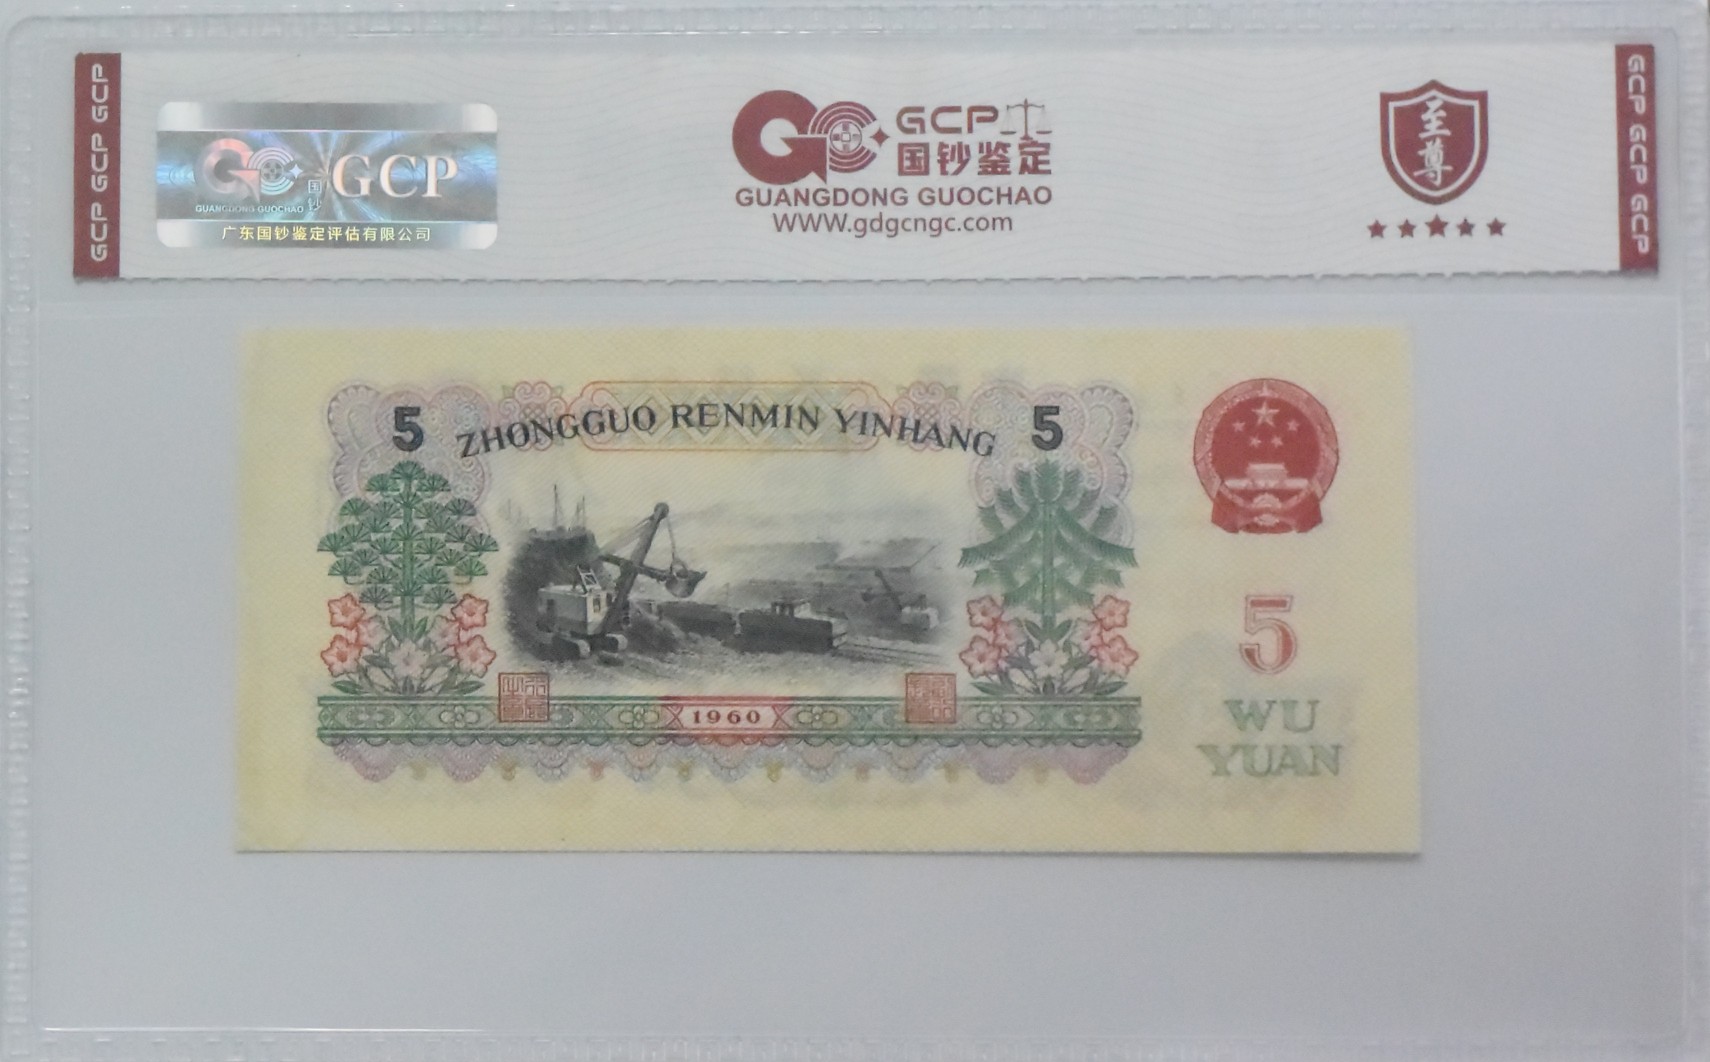 GCP GCP GCP
GCP
国钞
GUANGDONG GUOCHAO
广东国钞鉴定评估有限公司
GCP
国钞鉴定
GUANGDONG GUOCHAO
WWW.gdgcngc.com
至尊
GCP GCP GCP
5 ZHONGGUO RENMIN YINHANG 5
1960
5
WU
YUAN